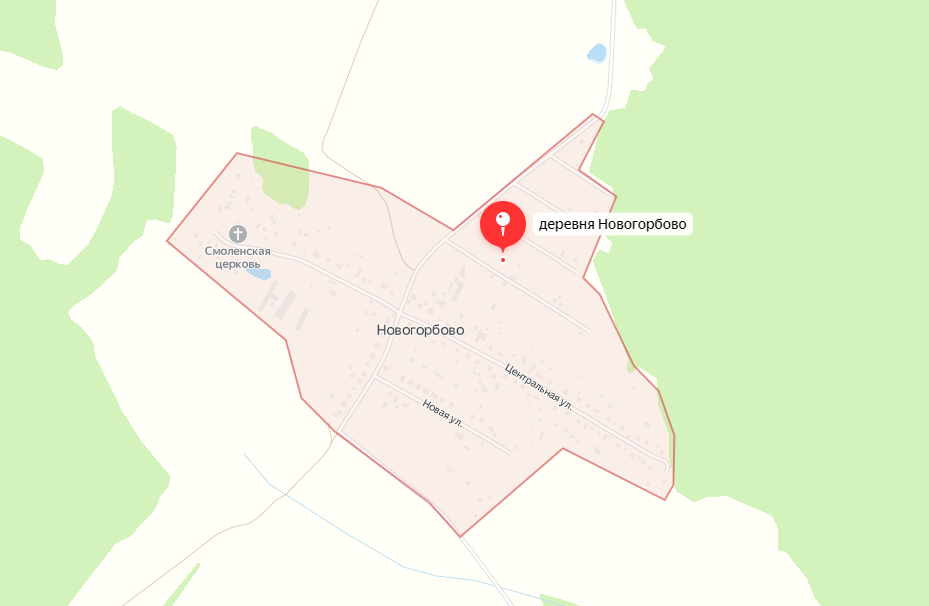 деревня Новогорбово
Смоленская
церковь
Новогорбово
Центральная ул.
Новая ул.